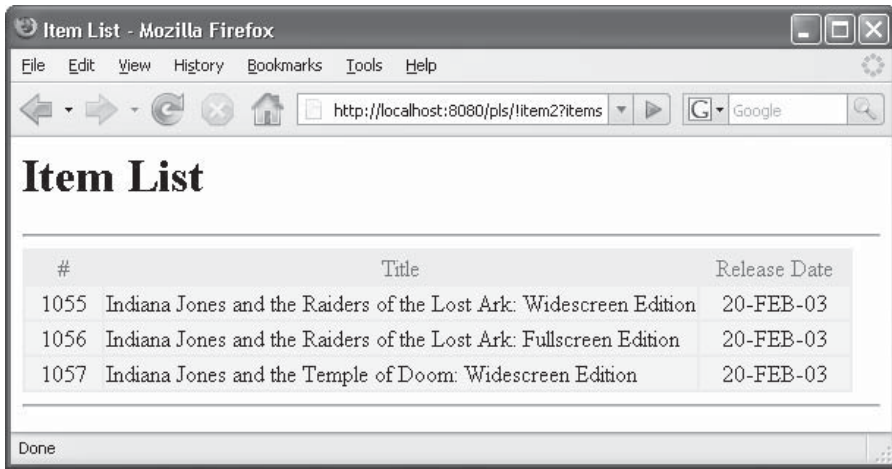 Item List - Mozilla Firefox
File Edit View History Bookmarks Tools Help
http://localhost:8080/pls/!item2?items
G Google
Item List
# Title Release Date
1055 Indiana Jones and the Raiders of the Lost Ark: Widescreen Edition 20-FEB-03
1056 Indiana Jones and the Raiders of the Lost Ark: Fullscreen Edition 20-FEB-03
1057 Indiana Jones and the Temple of Doom: Widescreen Edition 20-FEB-03
Done